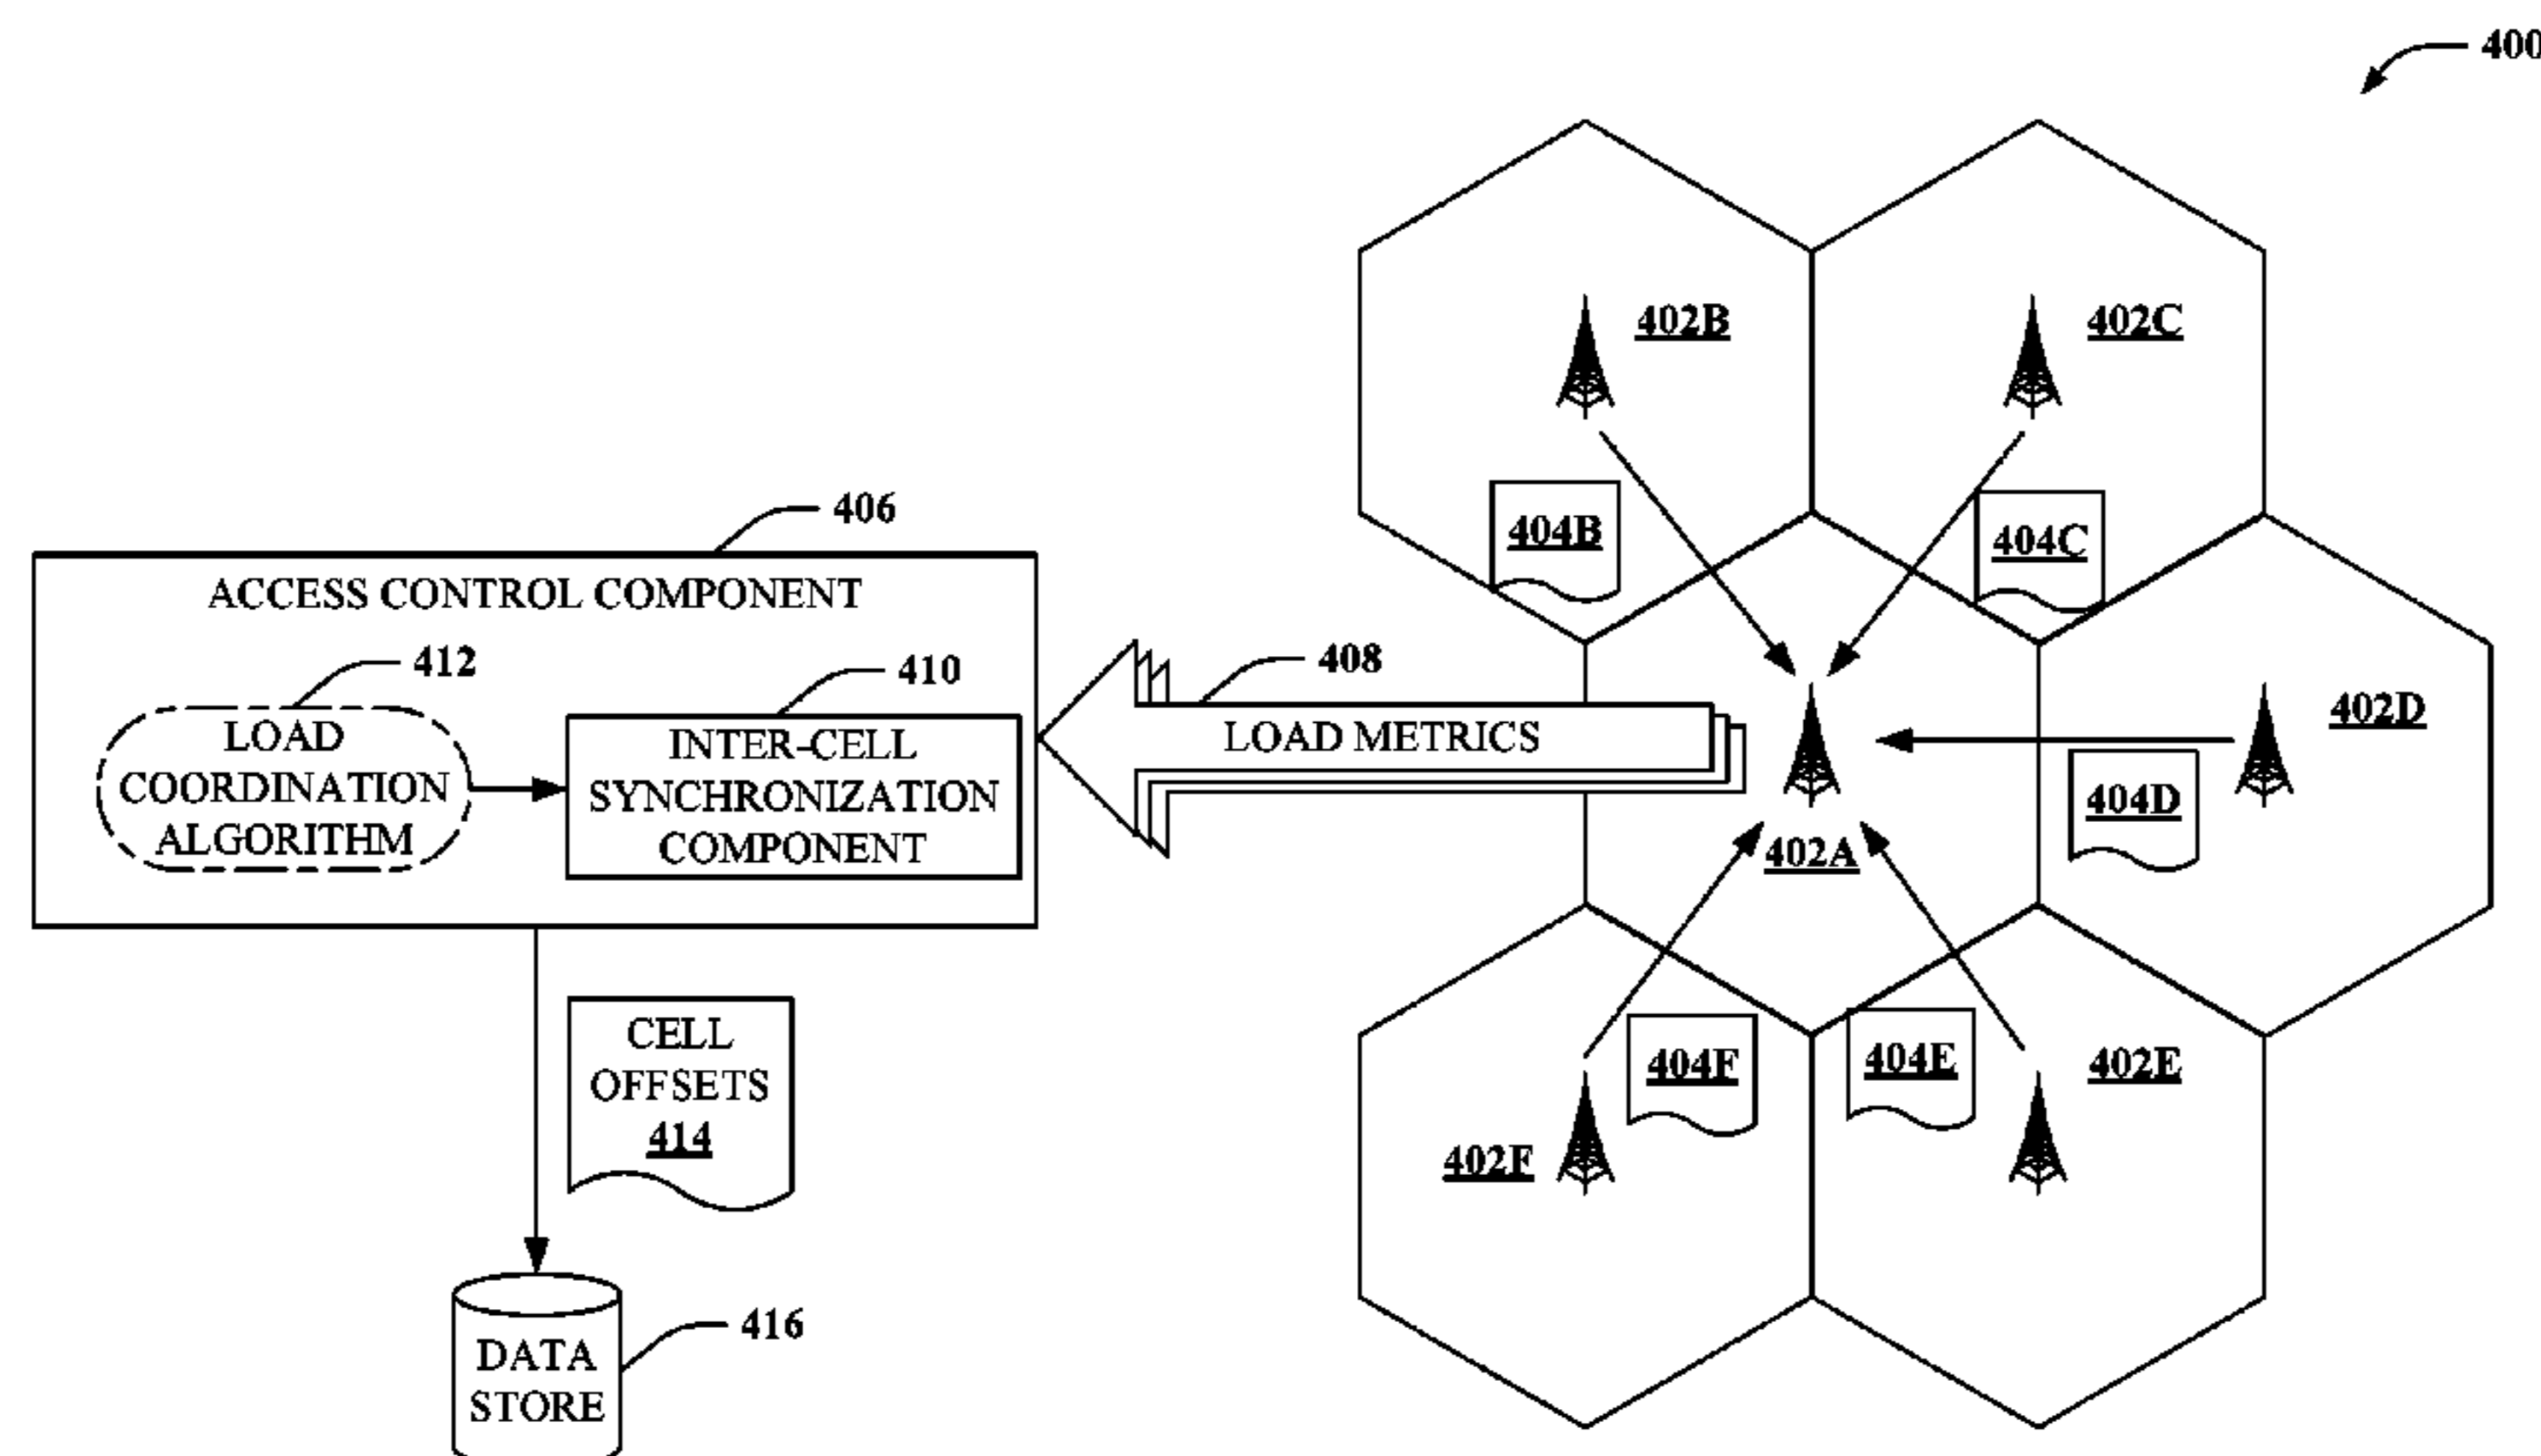 400
402B
402C
404B
404C
406
ACCESS CONTROL COMPONENT
412
410
408
LOAD
COORDINATION
ALGORITHM
INTER-CELL
SYNCHRONIZATION
COMPONENT
LOAD METRICS
402D
404D
402A
CELL
OFFSETS
414
404F
404E
402E
402F
416
DATA
STORE